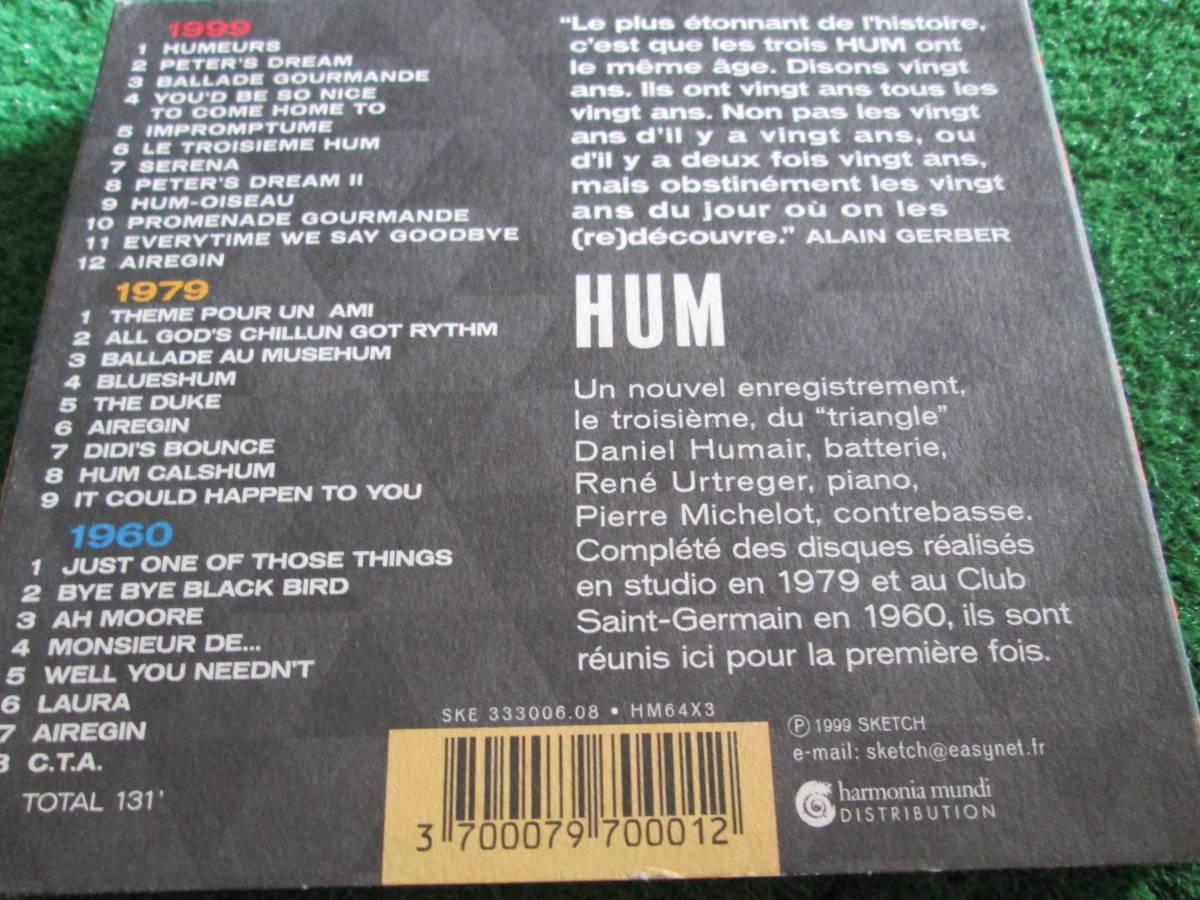 1999
1 HUMEURS
2 PETER'S DREAM
3 BALLADE GOURMANDE
4 YOU'D BE SO NICE
TO COME HOME TO
5 IMPROMPTUME
6 LE TROISIEME HUM
7 SERENA
8 PETER'S DREAM II
9 HUM-OISEAU
10 PROMENADE GOURMANDE
11 EVERYTIME WE SAY GOODBYE
12 AIREGIN
1979
1 THEME POUR UN AMI
2 ALL GOD'S CHILLUN GOT RYTHM
3 BALLADE AU MUSEHUM
4 BLUESHUM
5 THE DUKE
6 AIREGIN
7 DIDI'S BOUNCE
8 HUM CALSHUM
9 IT COULD HAPPEN TO YOU
1960
1 JUST ONE OF THOSE THINGS
2 BYE BYE BLACK BIRD
3 AH MOORE
4 MONSIEUR DE...
5 WELL YOU NEEDN'T
6 LAURA
7 AIREGIN
8 C.T.A.
TOTAL 131'
"Le plus étonnant de l'histoire,
c'est que les trois HUM ont
le même âge. Disons vingt
ans. Ils ont vingt ans tous les
vingt ans. Non pas les vingt
ans d'il y a vingt ans, ou
d'il y a deux fois vingt ans,
mais obstinément les vingt
ans du jour où on les
(re)découvre." ALAIN GERBER
HUM
Un nouvel enregistrement,
le troisième, du "triangle"
Daniel Humair, batterie,
René Urtreger, piano,
Pierre Michelot, contrebasse.
Complété des disques réalisés
en studio en 1979 et au Club
Saint-Germain en 1960, ils sont
réunis ici pour la première fois.
SKE 333006.08 • HM64X3
3 700079 700012
℗ 1999 SKETCH
e-mail: sketch@easynet.fr
harmonia mundi
DISTRIBUTION